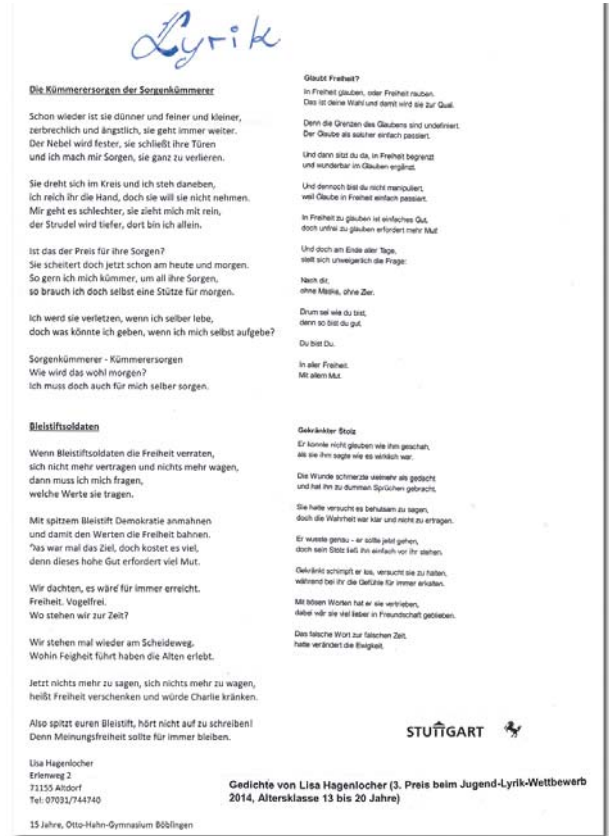 Lyrik
Die Kümmerersorgen der Sorgenkümmerer
Schon wieder ist sie dünner und feiner und kleiner,
zerbrechlich und ängstlich, sie geht immer weiter.
Der Nebel wird fester, sie schließt ihre Türen
und ich mach mir Sorgen, sie ganz zu verlieren.
Sie dreht sich im Kreis und ich steh daneben,
ich reich ihr die Hand, doch sie will sie nicht nehmen.
Mir geht es schlechter, sie zieht mich mit rein,
der Strudel wird tiefer, dort bin ich allein.
Ist das der Preis für ihre Sorgen?
Sie scheitert doch jetzt schon am heute und morgen.
So gern ich mich kümmer, um all ihre Sorgen,
so brauch ich doch selbst eine Stütze für morgen.
Ich werd sie verletzen, wenn ich selber lebe,
doch was könnte ich geben, wenn ich mich selbst aufgebe?
Sorgenkümmerer - Kümmerersorgen
Wie wird das wohl morgen?
Ich muss doch auch für mich selber sorgen.
Bleistiftsoldaten
Wenn Bleistiftsoldaten die Freiheit verraten,
sich nicht mehr vertragen und nichts mehr wagen,
dann muss ich mich fragen,
welche Werte sie tragen.
Mit spitzem Bleistift Demokratie anmahnen
und damit den Werten die Freiheit bahnen.
Das war mal das Ziel, doch kostet es viel,
denn dieses hohe Gut erfordert viel Mut.
Wir dachten, es wäre für immer erreicht.
Freiheit. Vogelfrei.
Wo stehen wir zur Zeit?
Wir stehen mal wieder am Scheideweg.
Wohin Feigheit führt haben die Alten erlebt.
Jetzt nichts mehr zu sagen, sich nichts mehr zu wagen,
heißt Freiheit verschenken und würde Charlie kränken.
Also spitzt euren Bleistift, hört nicht auf zu schreiben!
Denn Meinungsfreiheit sollte für immer bleiben.
Lisa Hagenlocher
Erlenweg 2
71155 Altdorf
Tel: 07031/744740
15 Jahre, Otto-Hahn-Gymnasium Böblingen
Glaubt Freiheit?
In Freiheit glauben, oder Freiheit rauben.
Das ist deine Wahl und damit wird sie zur Qual.
Denn die Grenzen des Glaubens sind undefiniert.
Der Glaube als solcher einfach passiert.
Und dann sitzt du da, in Freiheit begrenzt
und wunderbar im Glauben ergänzt.
Und dennoch bist du nicht manipuliert,
weil Glaube in Freiheit einfach passiert.
In Freiheit zu glauben ist einfaches Gut,
doch unfrei zu glauben erfordert mehr Mut
Und doch am Ende aller Tage,
stellt sich unweigerlich die Frage:
Nach dir,
ohne Maske, ohne Zier.
Drum sei wie du bist,
denn so bist du gut.
Du bist Du.
In aller Freiheit.
Mit allem Mut.
Gekränkter Stolz
Er konnte nicht glauben wie ihm geschah,
als sie ihm sagte wie es wirklich war.
Die Wunde schmerzte vielmehr als gedacht
und hat ihn zu dummen Sprüchen gebracht.
Sie hatte versucht es behutsam zu sagen,
doch die Wahrheit war klar und nicht zu ertragen.
Er wusste genau - er sollte jetzt gehen,
doch sein Stolz ließ ihn einfach vor ihr stehen.
Gekränkt schimpft er los, versucht sie zu halten,
während bei ihr die Gefühle für immer erkalten.
Mit bösen Worten hat er sie vertrieben,
dabei wär sie viel lieber in Freundschaft geblieben.
Das falsche Wort zur falschen Zeit,
hatte verändert die Ewigkeit.
STUTTGART
Gedichte von Lisa Hagenlocher (3. Preis beim Jugend-Lyrik-Wettbewerb
2014, Altersklasse 13 bis 20 Jahre)